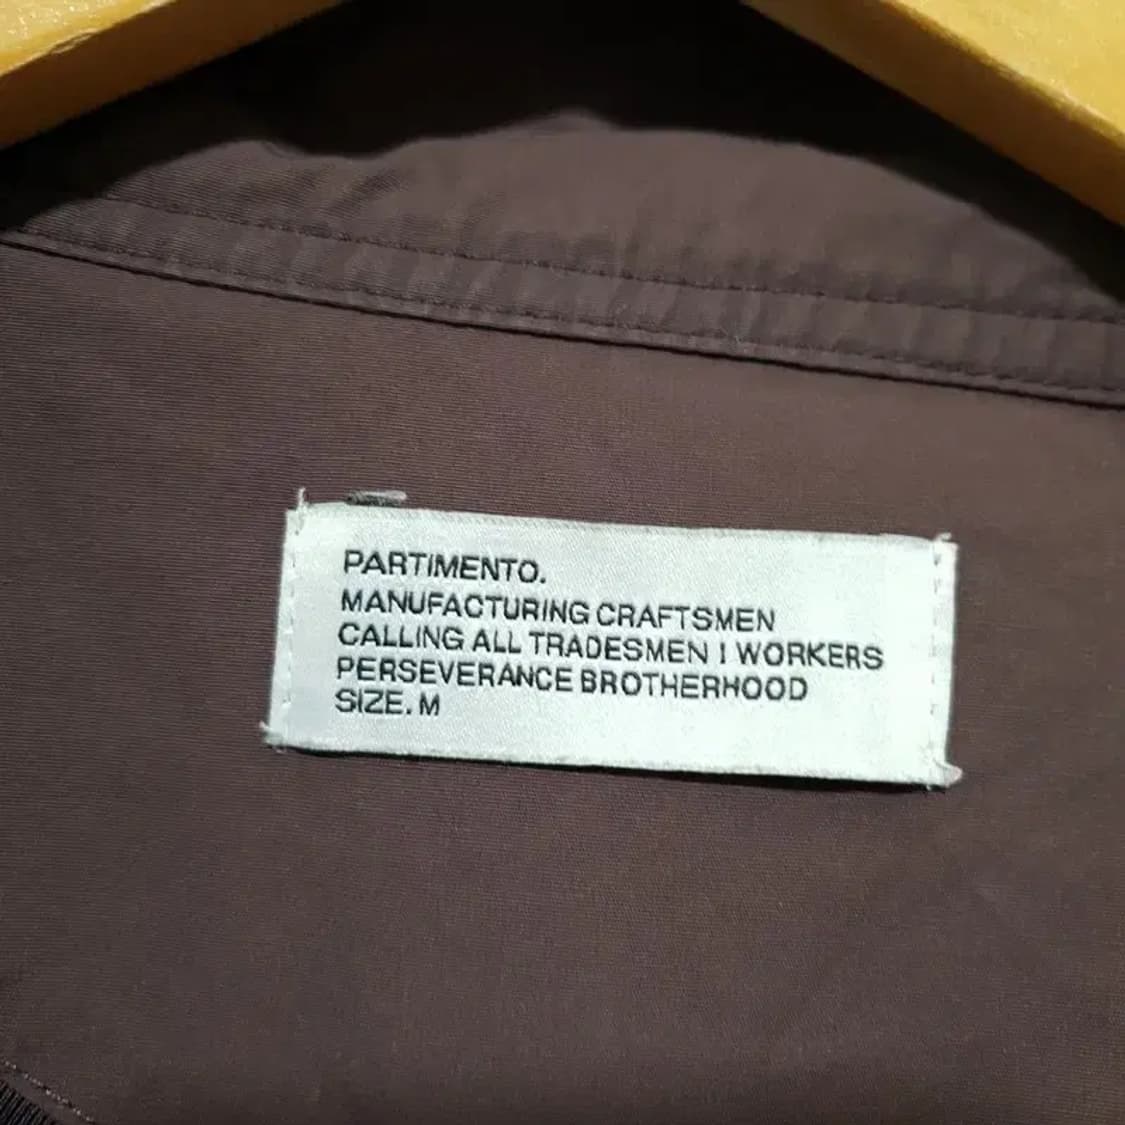 PARTIMENTO.
MANUFACTURING CRAFTSMEN
CALLING ALL TRADESMEN I WORKERS
PERSEVERANCE BROTHERHOOD
SIZE. M